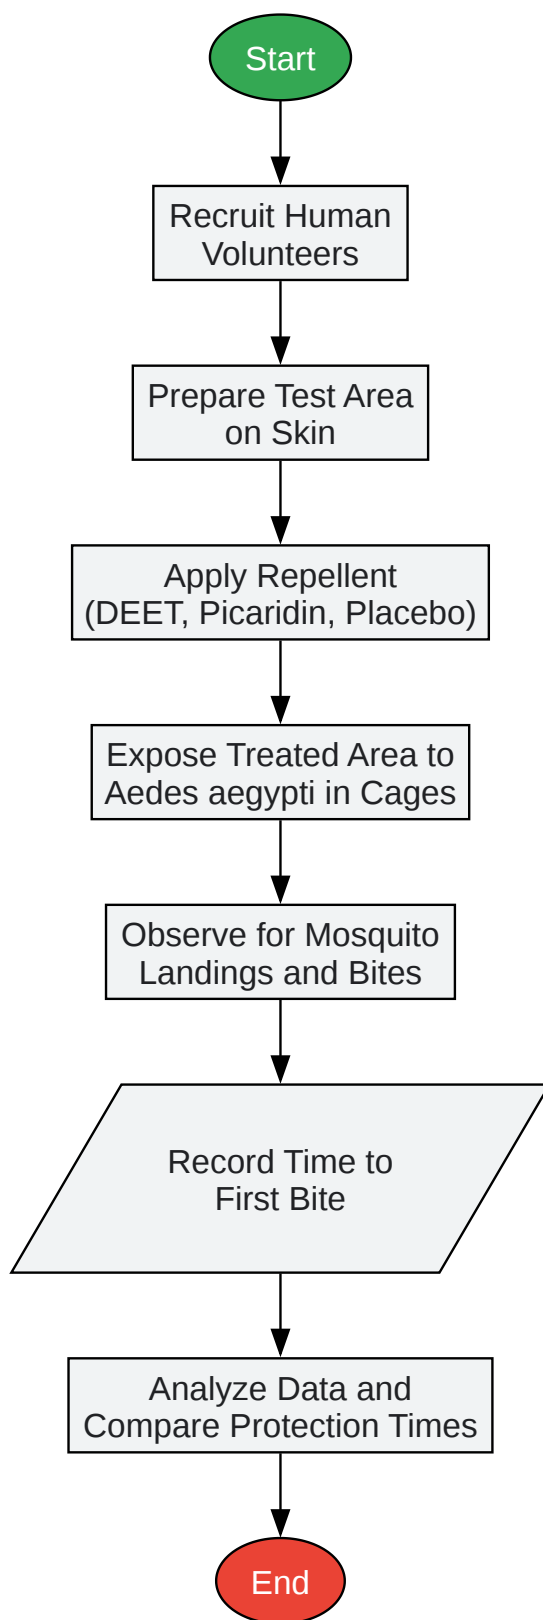 Start
Recruit Human
Volunteers
Prepare Test Area
on Skin
Apply Repellent
(DEET, Picaridin, Placebo)
Expose Treated Area to
Aedes aegypti in Cages
Observe for Mosquito
Landings and Bites
Record Time to
First Bite
Analyze Data and
Compare Protection Times
End